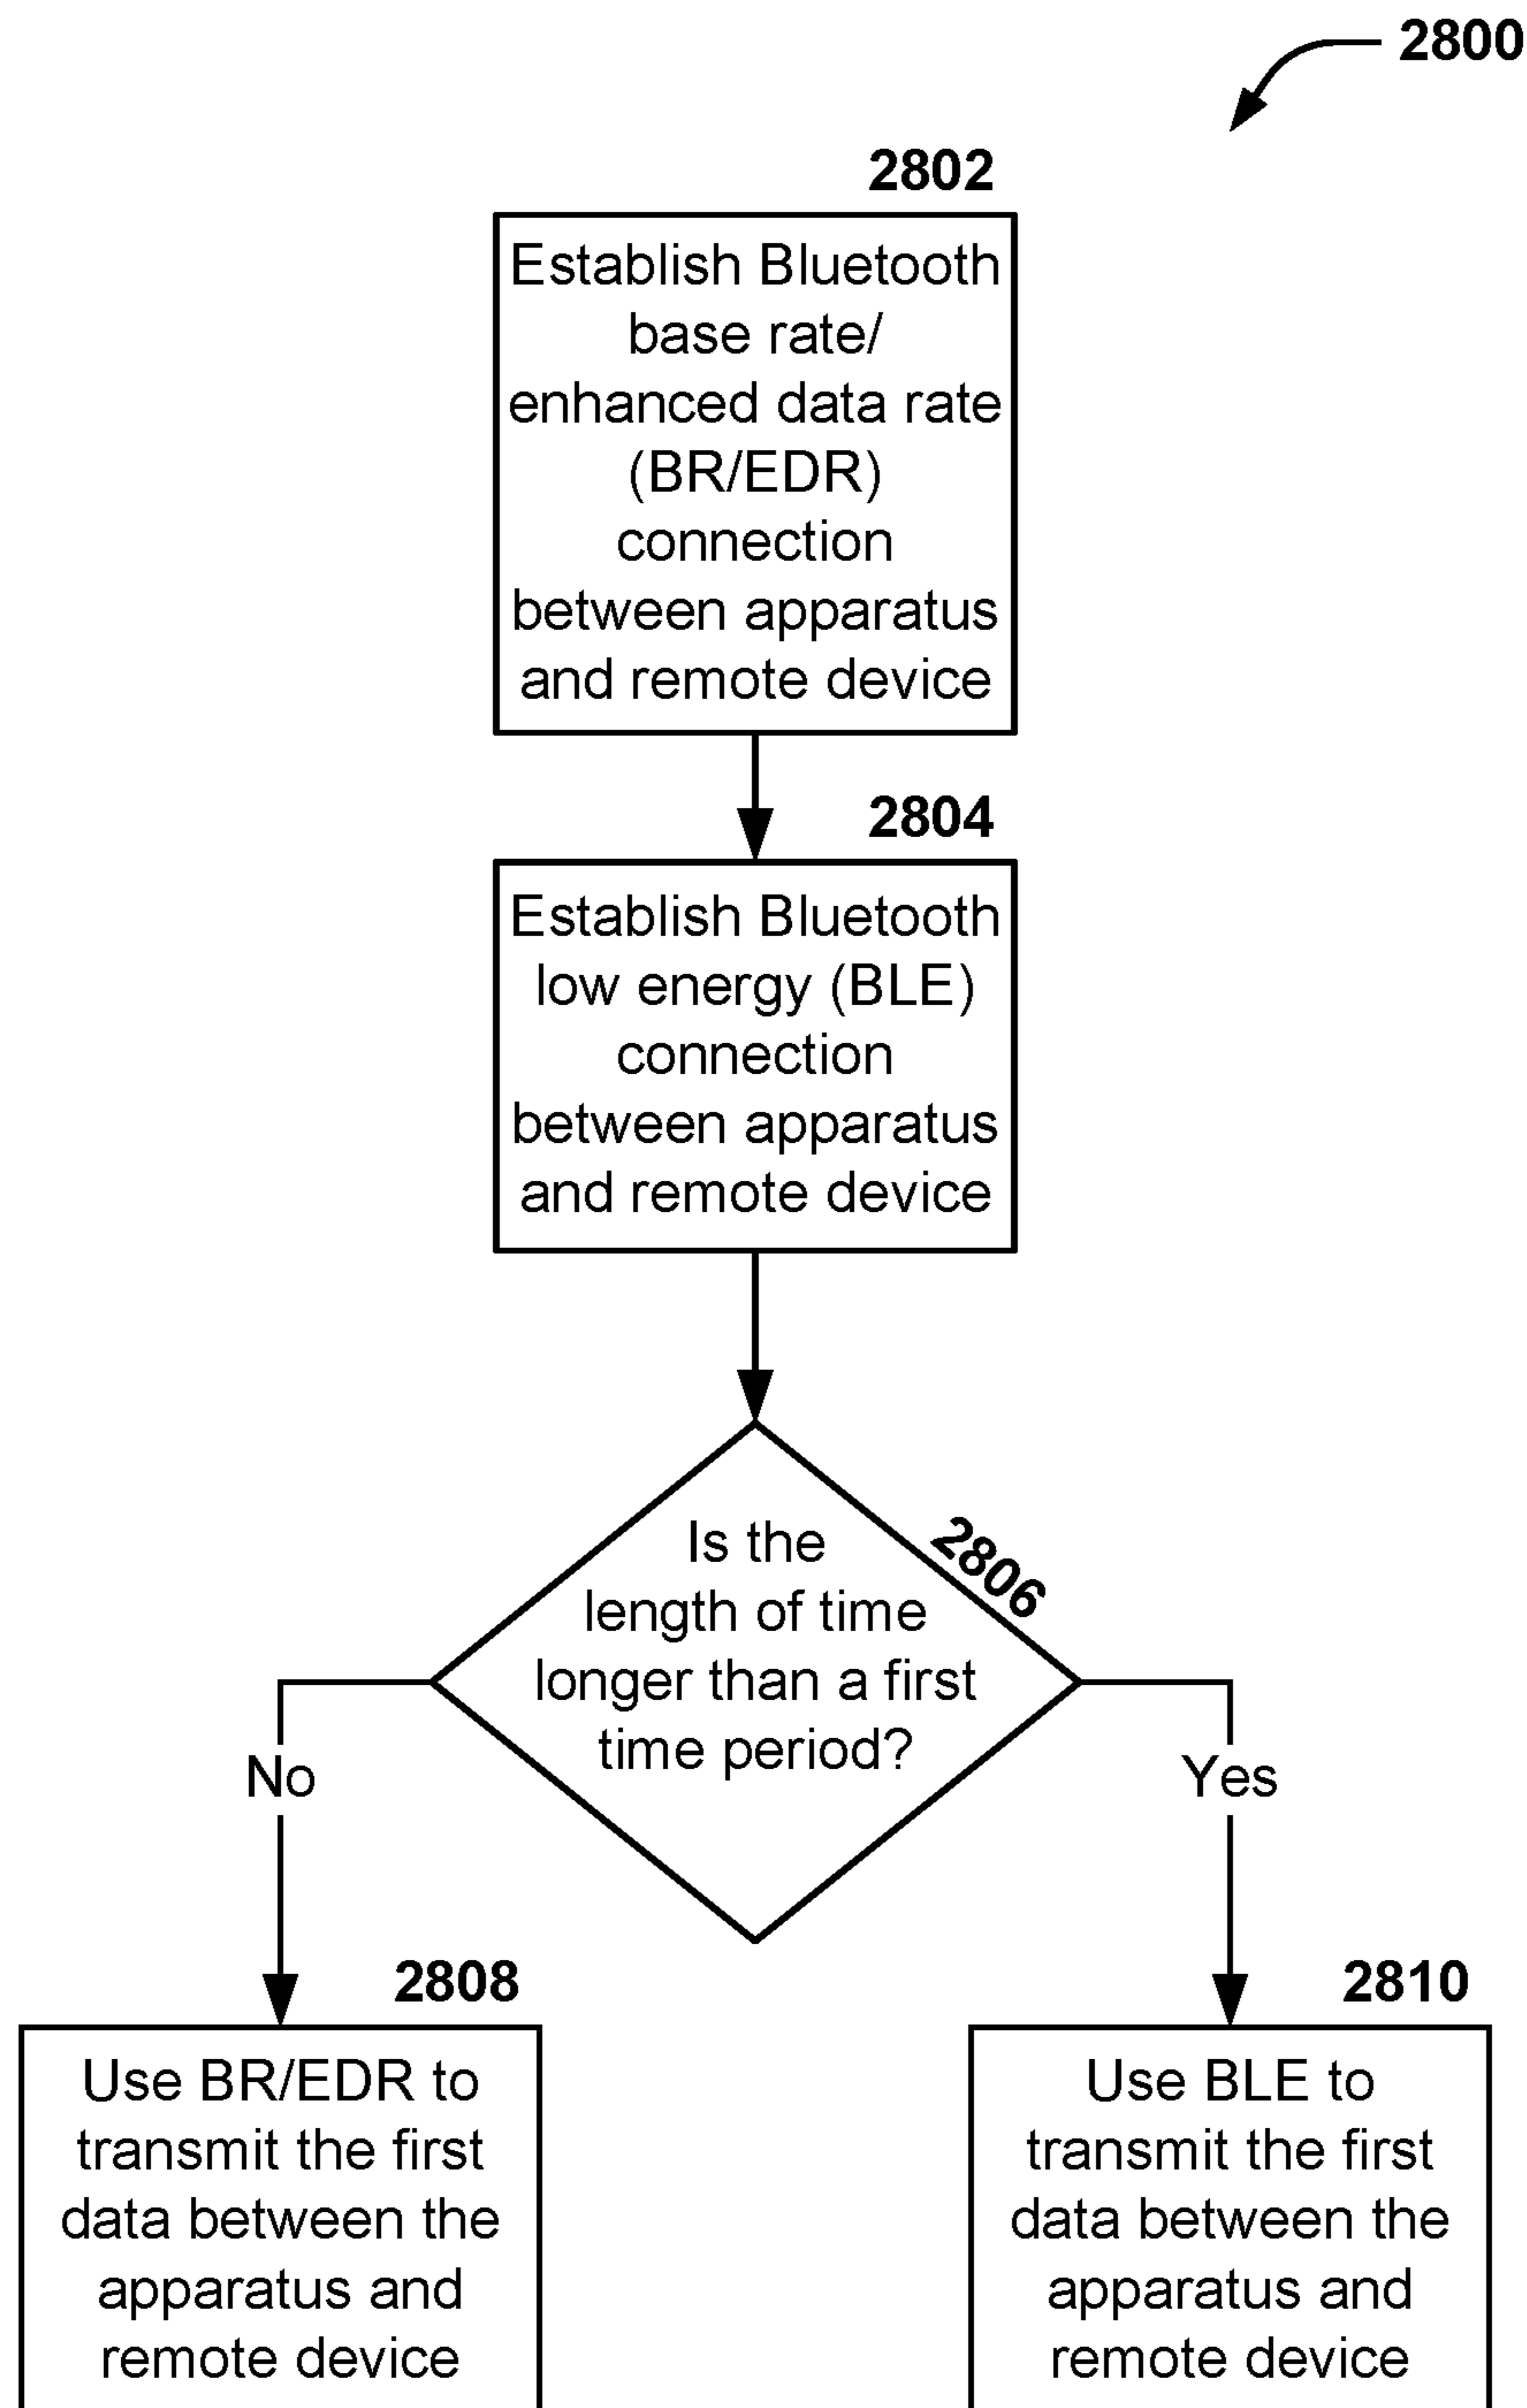 2800
2802
Establish Bluetooth
base rate/
enhanced data rate
(BR/EDR)
connection
between apparatus
and remote device
2804
Establish Bluetooth
low energy (BLE)
connection
between apparatus
and remote device
2806
Is the
length of time
longer than a first
time period?
No
Yes
2808
Use BR/EDR to
transmit the first
data between the
apparatus and
remote device
2810
Use BLE to
transmit the first
data between the
apparatus and
remote device